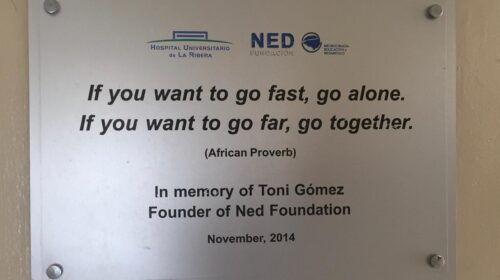 HOSPITAL UNIVERSITARIO
DE LA RIBERA
NED
FUNDACIÓN
If you want to go fast, go alone.
If you want to go far, go together.
(African Proverb)
In memory of Toni Gómez
Founder of Ned Foundation
November, 2014